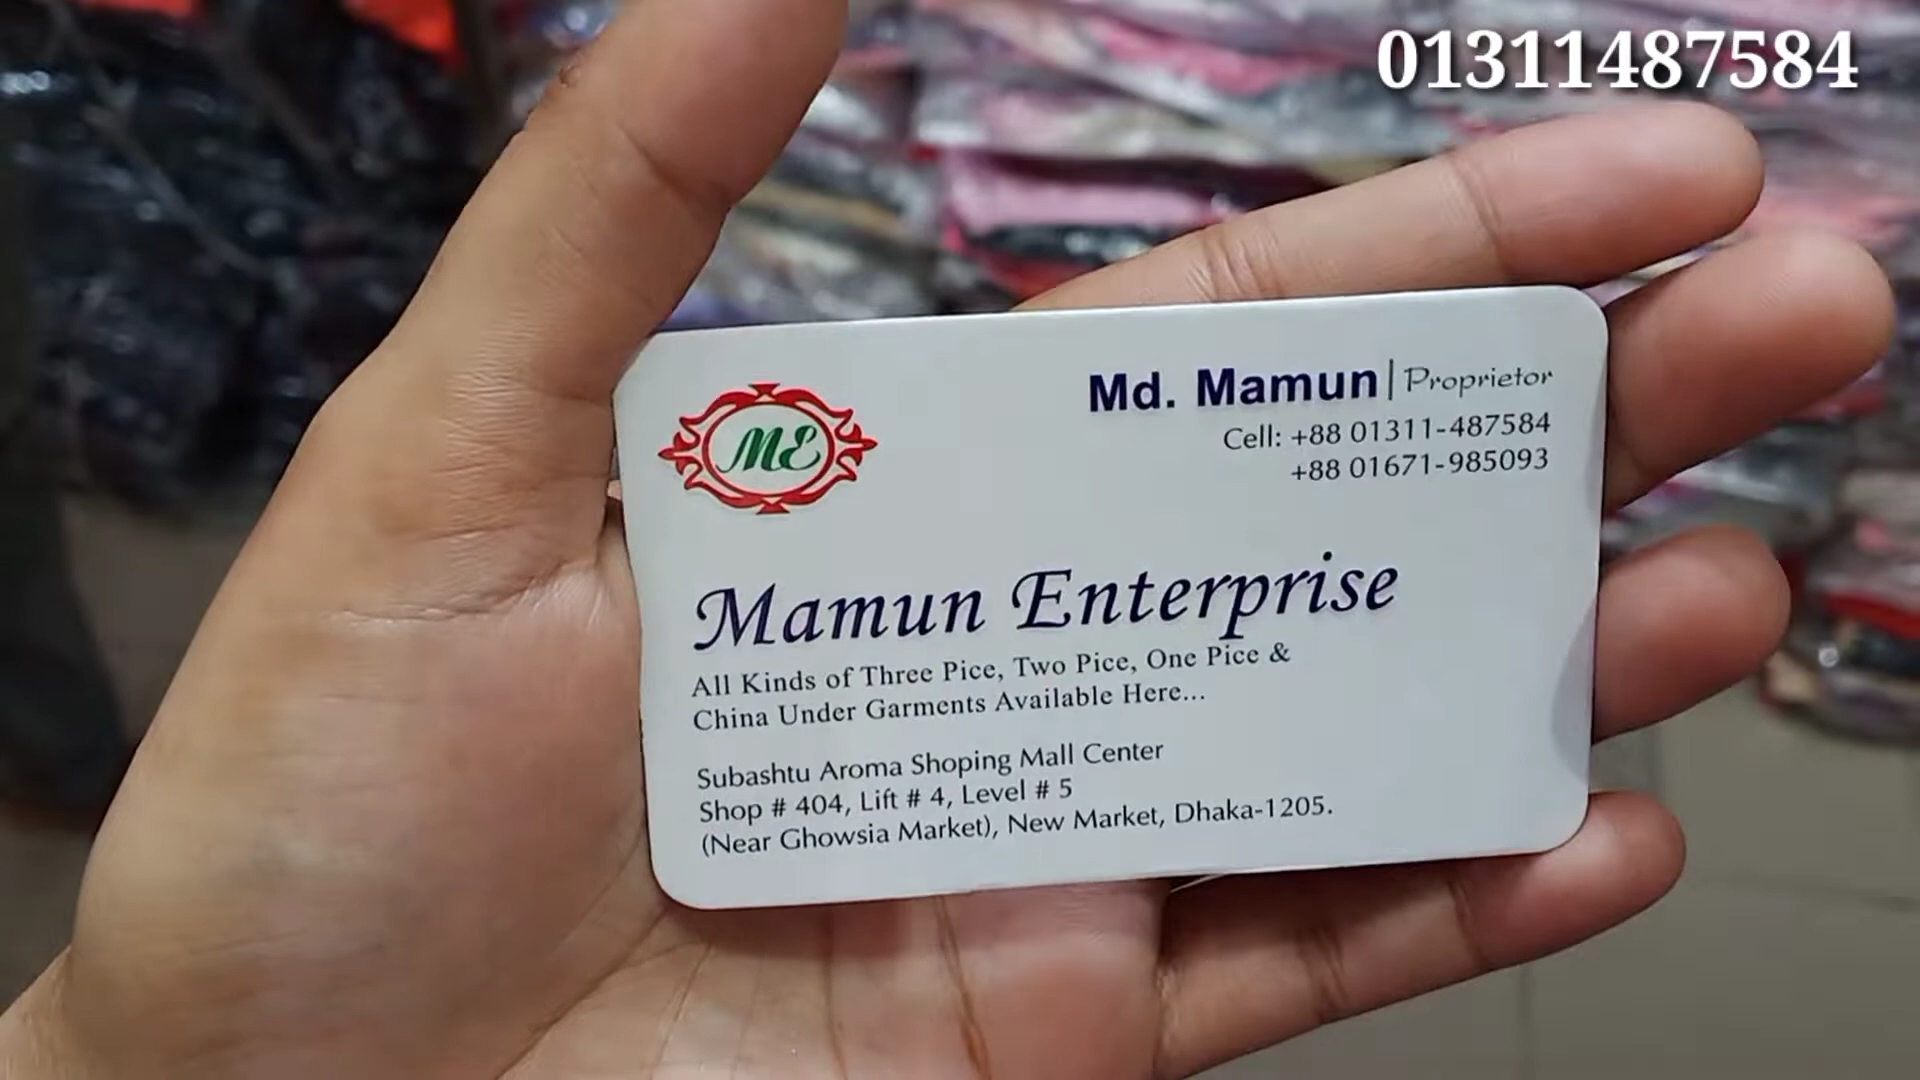 01311487584
ME
Md. Mamun | Proprietor
Cell: +88 01311-487584
+88 01671-985093
Mamun Enterprise
All Kinds of Three Pice, Two Pice, One Pice &
China Under Garments Available Here...
Subashtu Aroma Shoping Mall Center
Shop # 404, Lift # 4, Level # 5
(Near Ghowsia Market), New Market, Dhaka-1205.